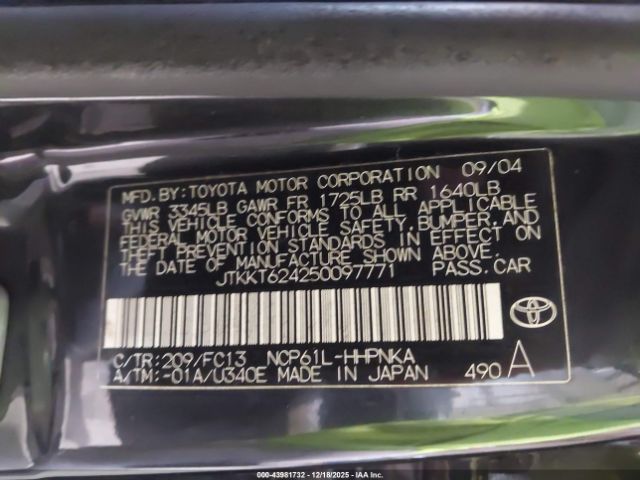 MFD. BY: TOYOTA MOTOR CORPORATION 09/04
GVWR 3345LB GAWR FR 1725LB RR 1640LB
THIS VEHICLE CONFORMS TO ALL APPLICABLE
FEDERAL MOTOR VEHICLE SAFETY, BUMPER, AND
THEFT PREVENTION STANDARDS IN EFFECT ON
THE DATE OF MANUFACTURE SHOWN ABOVE.
JTKKT624250097771 PASS. CAR
C/TR: 209/FC13 NCP61L-HHPNKA
A/TM: -01A/U340E MADE IN JAPAN 490 A
000-43981732 - 12/18/2025 - IAA Inc.